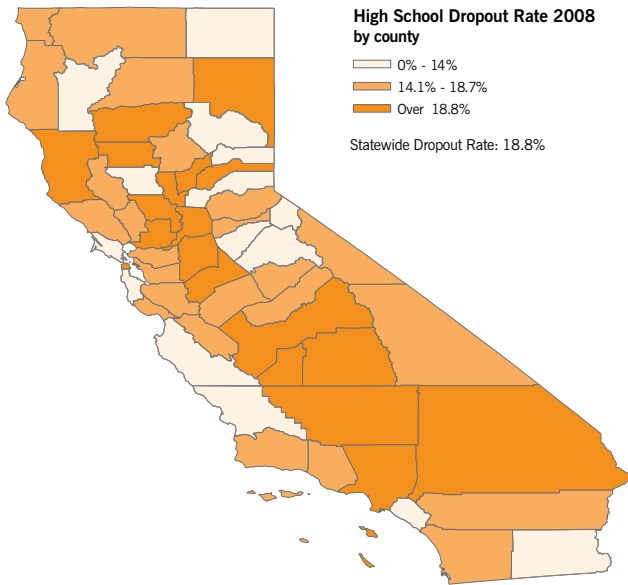 High School Dropout Rate 2008
by county
0% - 14%
14.1% - 18.7%
Over 18.8%
Statewide Dropout Rate: 18.8%